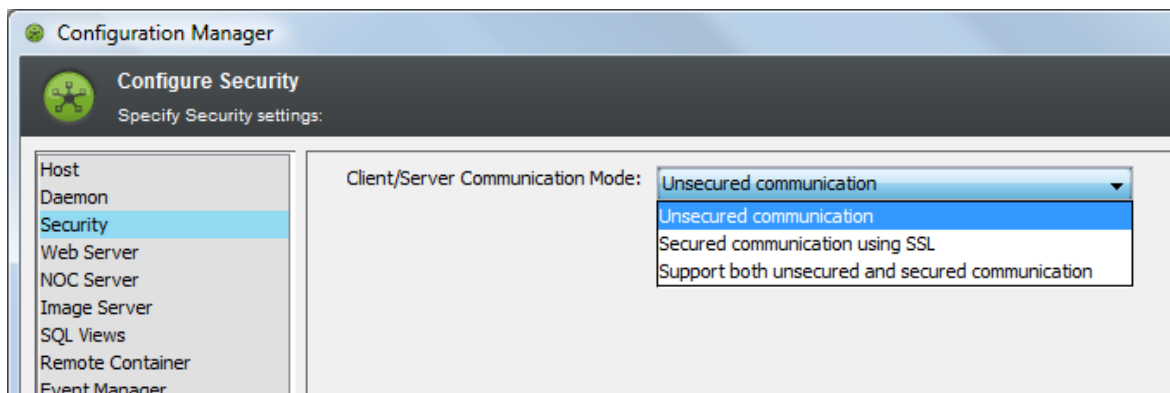 Configuration Manager
Configure Security
Specify Security settings:
Host
Daemon
Security
Web Server
NOC Server
Image Server
SQL Views
Remote Container
Event Manager
Client/Server Communication Mode:
Unsecured communication
Unsecured communication
Secured communication using SSL
Support both unsecured and secured communication